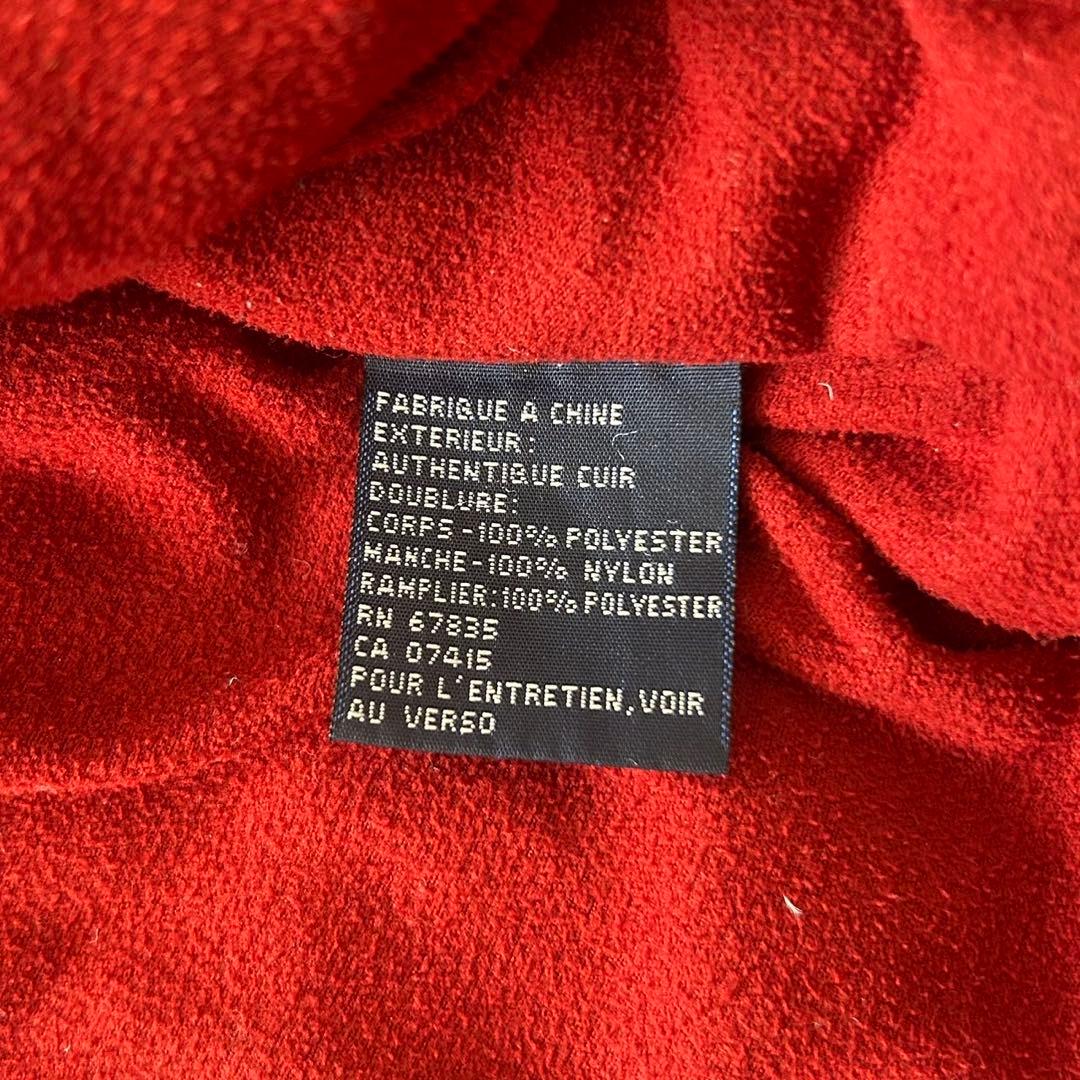 FABRIQUE A CHINE
EXTERIEUR:
AUTHENTIQUE CUIR
DOUBLURE:
CORPS-100% POLYESTER
MANCHE-100% NYLON
RAMPLIER:100% POLYESTER
RN 67835
CA 07415
POUR L'ENTRETIEN,VOIR
AU VERSO